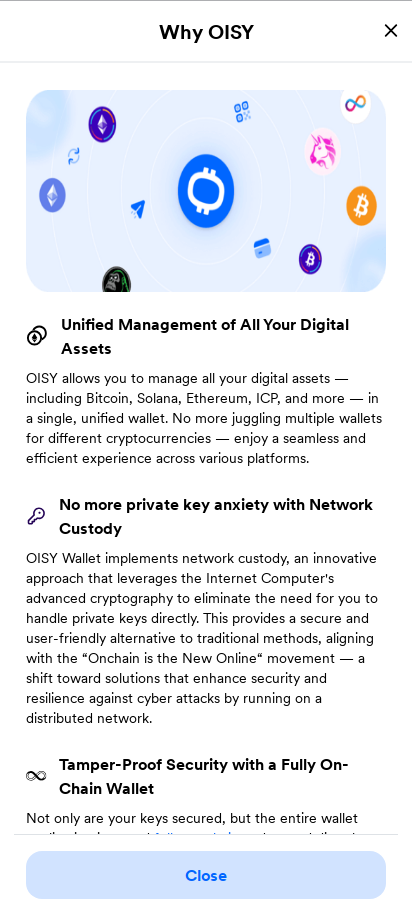 Why OISY
Unified Management of All Your Digital
Assets
OISY allows you to manage all your digital assets —
including Bitcoin, Solana, Ethereum, ICP, and more — in
a single, unified wallet. No more juggling multiple wallets
for different cryptocurrencies — enjoy a seamless and
efficient experience across various platforms.
No more private key anxiety with Network
Custody
OISY Wallet implements network custody, an innovative
approach that leverages the Internet Computer's
advanced cryptography to eliminate the need for you to
handle private keys directly. This provides a secure and
user-friendly alternative to traditional methods, aligning
with the “Onchain is the New Online“ movement — a
shift toward solutions that enhance security and
resilience against cyber attacks by running on a
distributed network.
Tamper-Proof Security with a Fully On-
Chain Wallet
Not only are your keys secured, but the entire wallet
Close